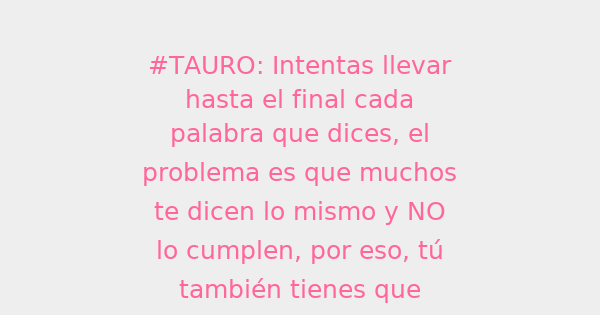 #TAURO: Intentas llevar
hasta el final cada
palabra que dices, el
problema es que muchos
te dicen lo mismo y NO
lo cumplen, por eso, tú
también tienes que